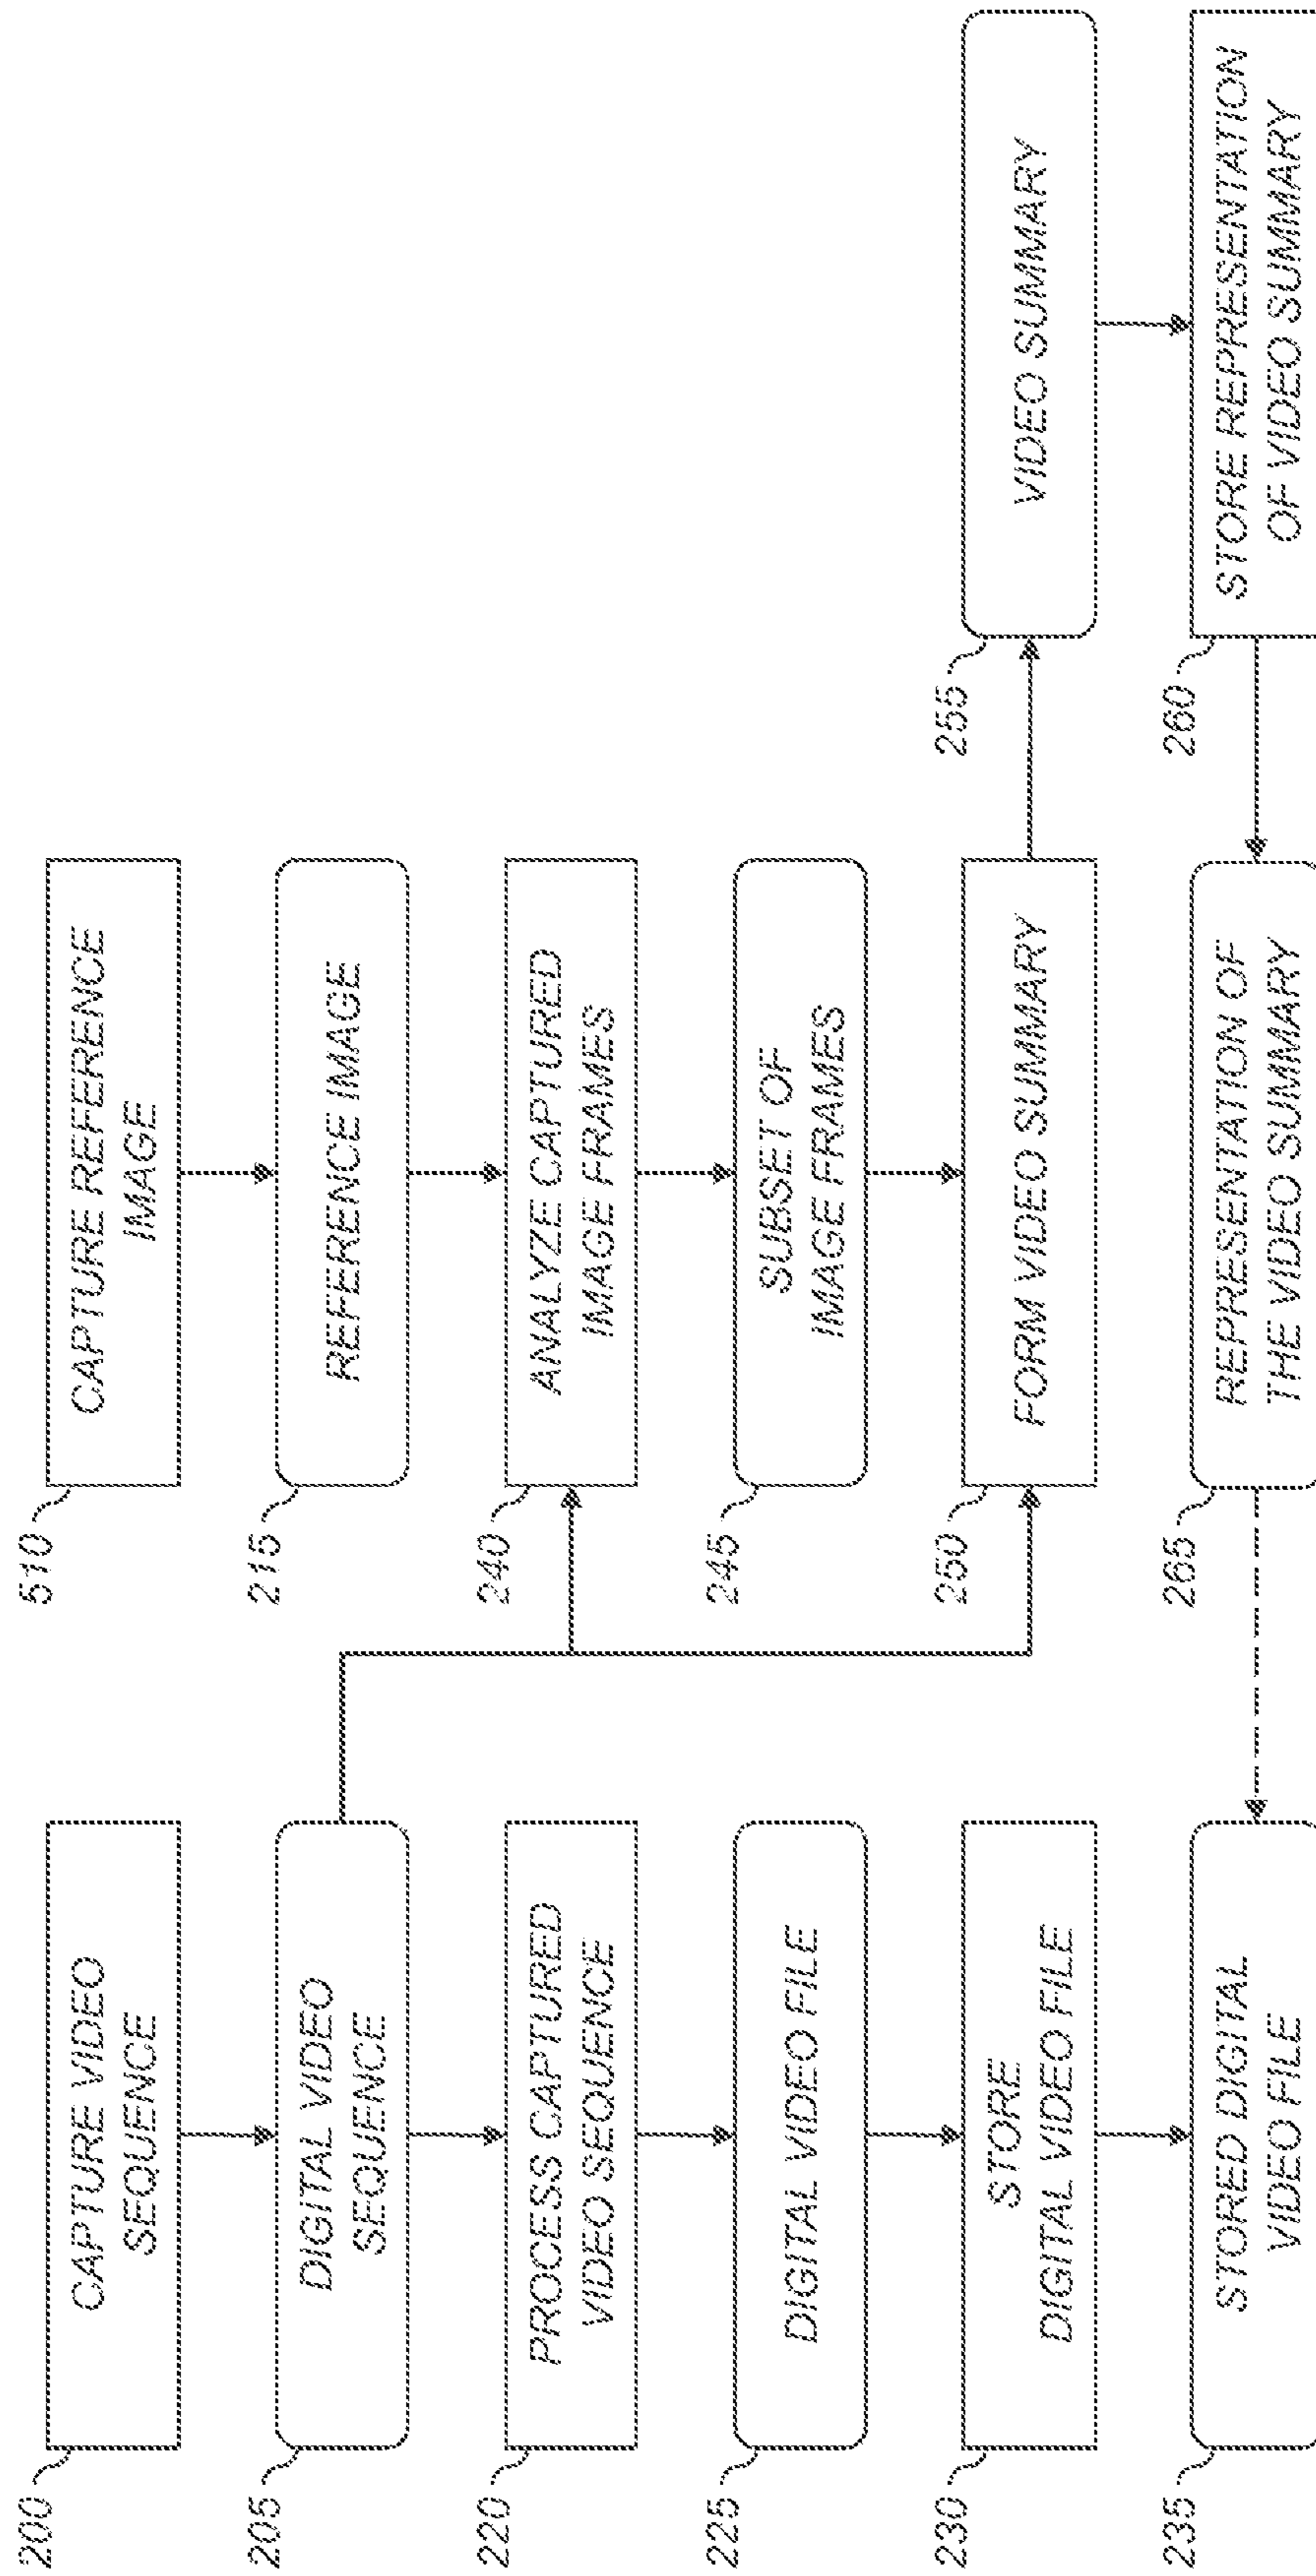 200
CAPTURE VIDEO
SEQUENCE
205
DIGITAL VIDEO
SEQUENCE
220
PROCESS CAPTURED
VIDEO SEQUENCE
225
DIGITAL VIDEO FILE
230
STORE
DIGITAL VIDEO FILE
235
STORED DIGITAL
VIDEO FILE
510
CAPTURE REFERENCE
IMAGE
215
REFERENCE IMAGE
240
ANALYZE CAPTURED
IMAGE FRAMES
245
SUBSET OF
IMAGE FRAMES
250
FORM VIDEO SUMMARY
265
REPRESENTATION OF
THE VIDEO SUMMARY
255
VIDEO SUMMARY
260
STORE REPRESENTATION
OF VIDEO SUMMARY